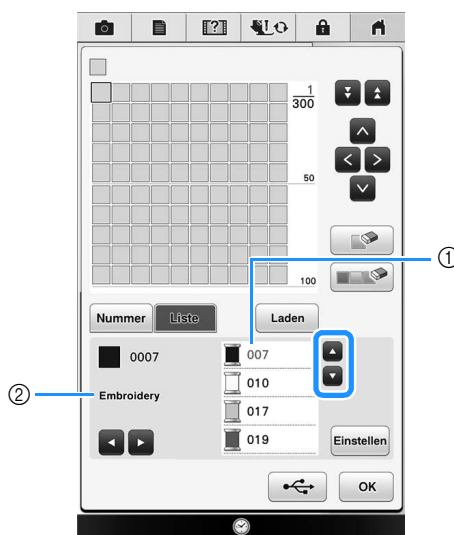 [?]
1
300
50
①
100
Nummer Liste Laden
0007 007
010
② Embroidery
017
019 Einstellen
OK